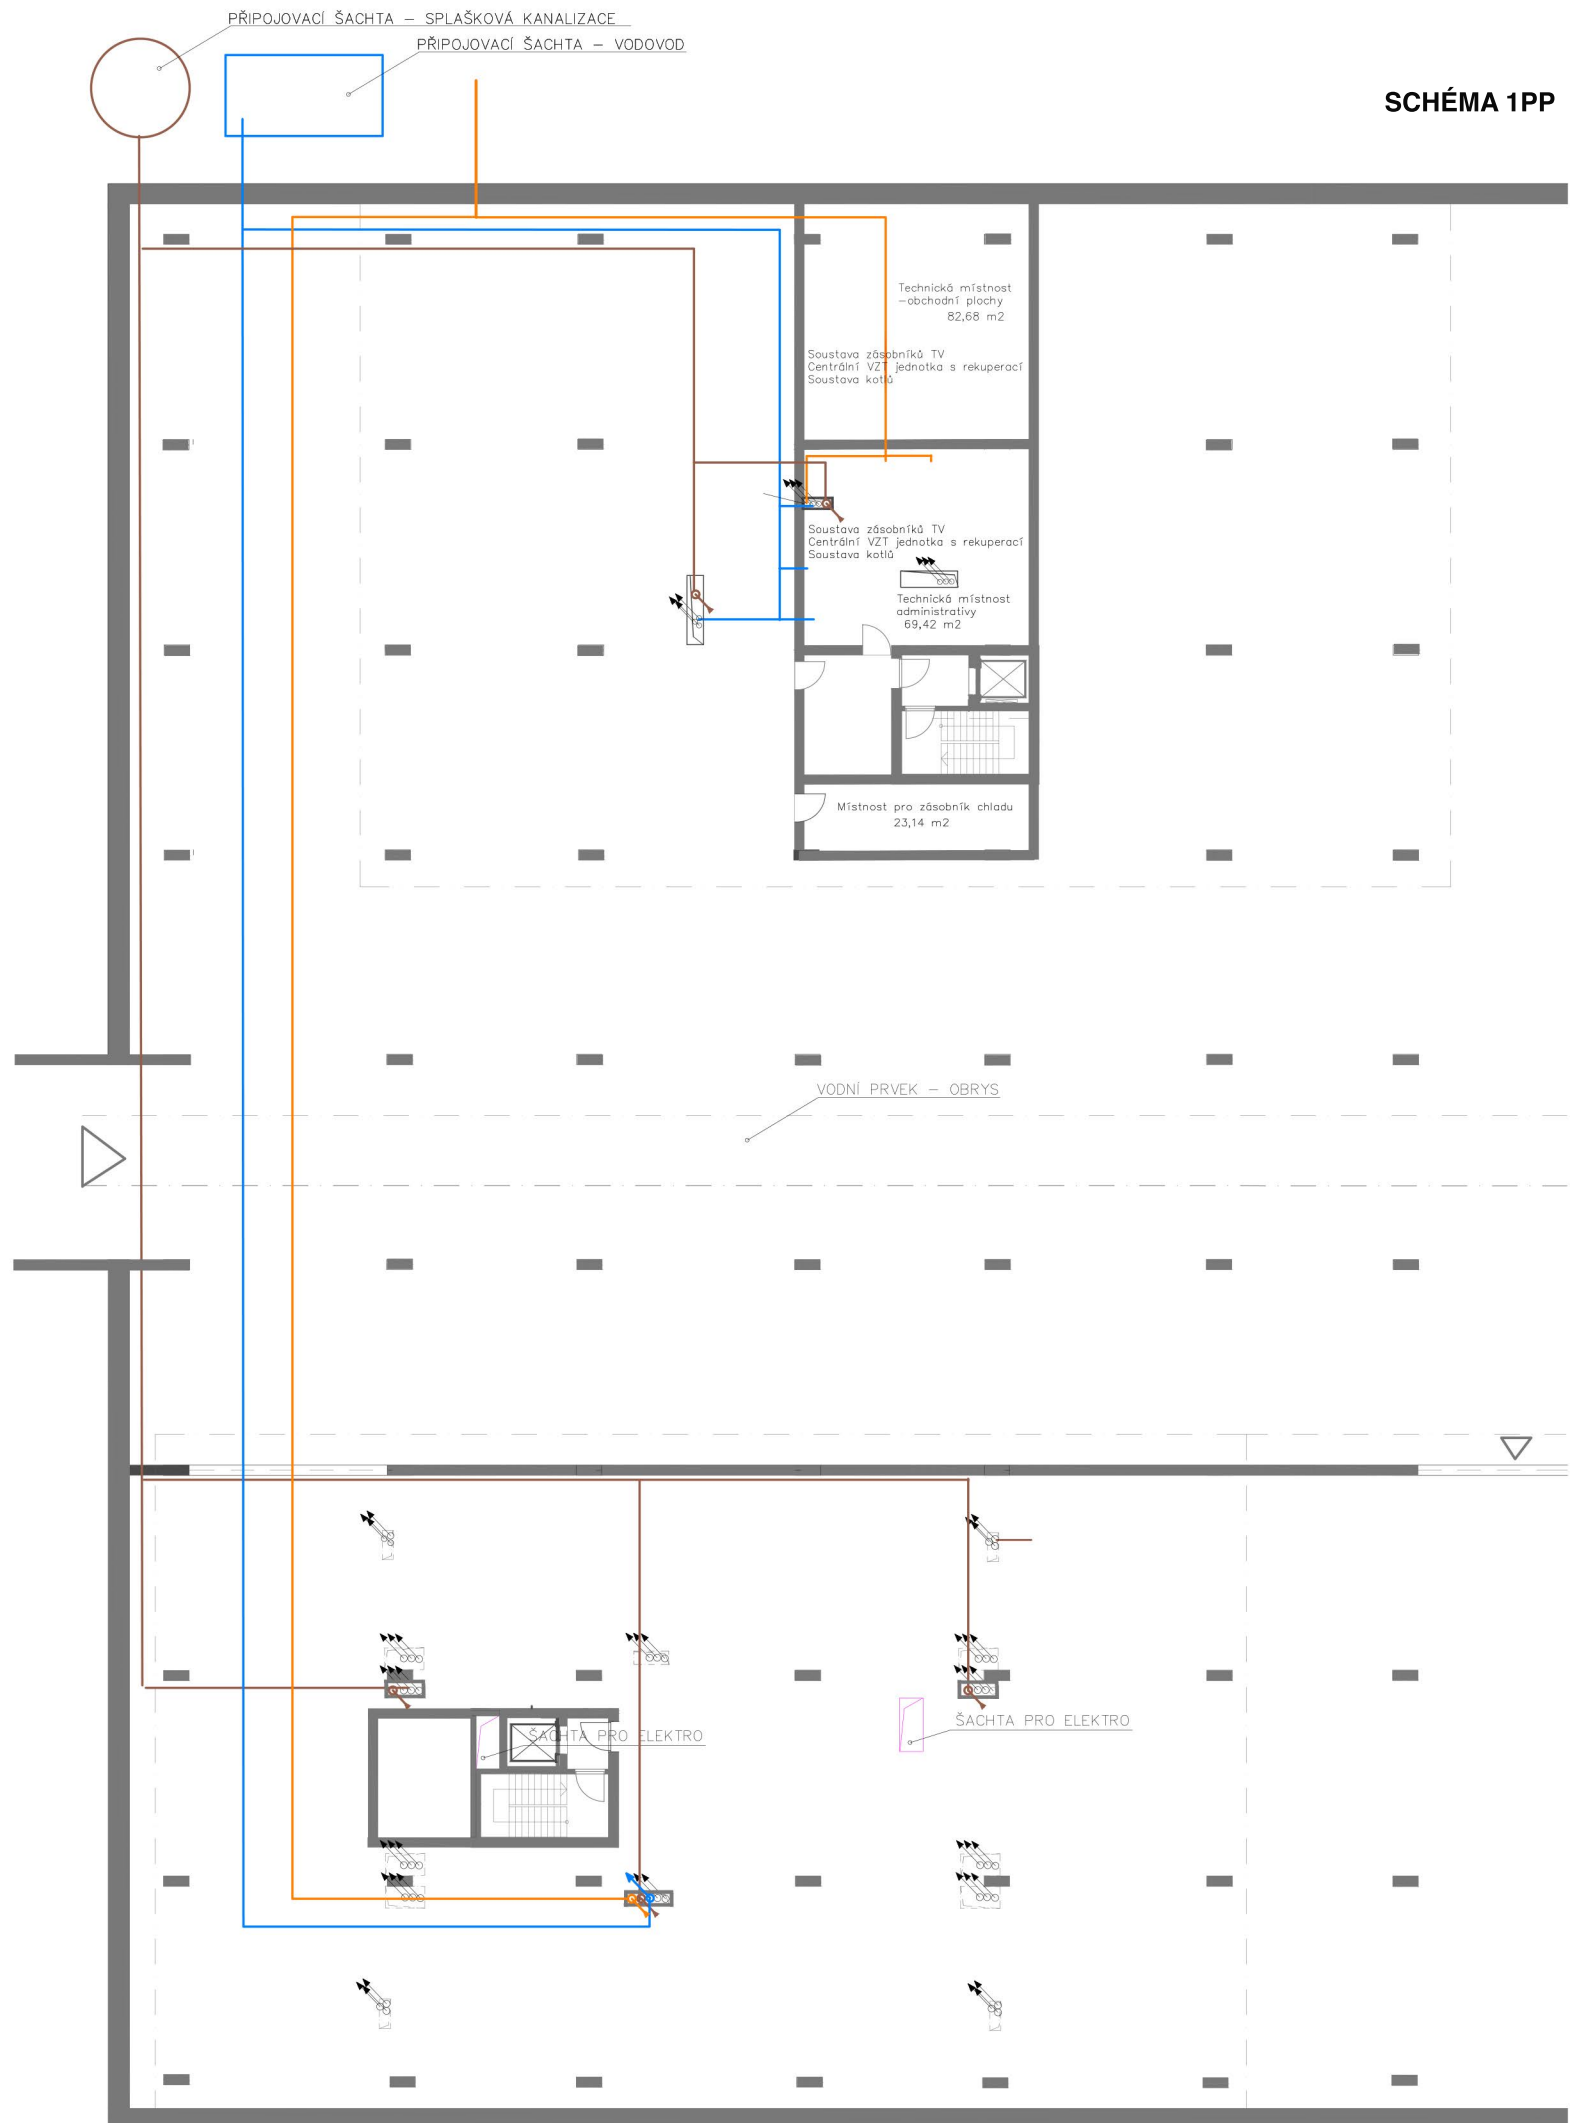 PŘIPOJOVACÍ ŠACHTA – SPLAŠKOVÁ KANALIZACE
PŘIPOJOVACÍ ŠACHTA – VODOVOD
SCHÉMA 1PP
Technická místnost
–obchodní plochy
82,68 m2
Soustava zásobníků TV
Centrální VZT jednotka s rekuperací
Soustava kotlů
Soustava zásobníků TV
Centrální VZT jednotka s rekuperací
Soustava kotlů
Technická místnost
administrativy
69,42 m2
Místnost pro zásobník chladu
23,14 m2
VODNÍ PRVEK – OBRYS
ŠACHTA PRO ELEKTRO
ŠACHTA PRO ELEKTRO